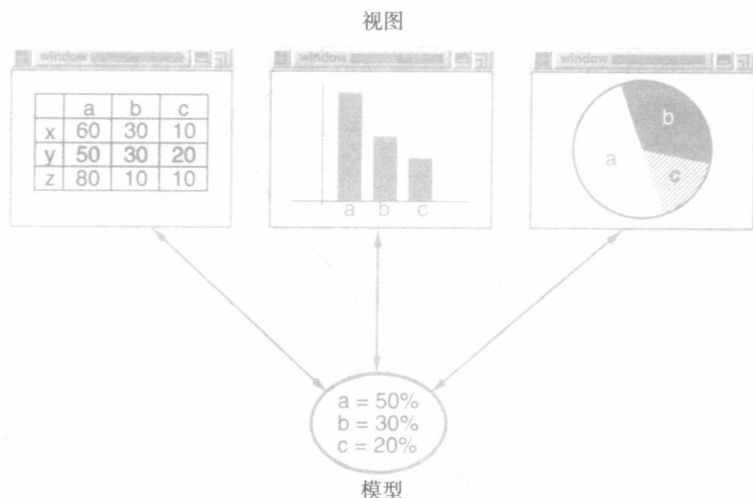 视图
window
window
window
a b c
x 60 30 10
y 50 30 20
z 80 10 10
a b c
a
b
c
a = 50%
b = 30%
c = 20%
模型